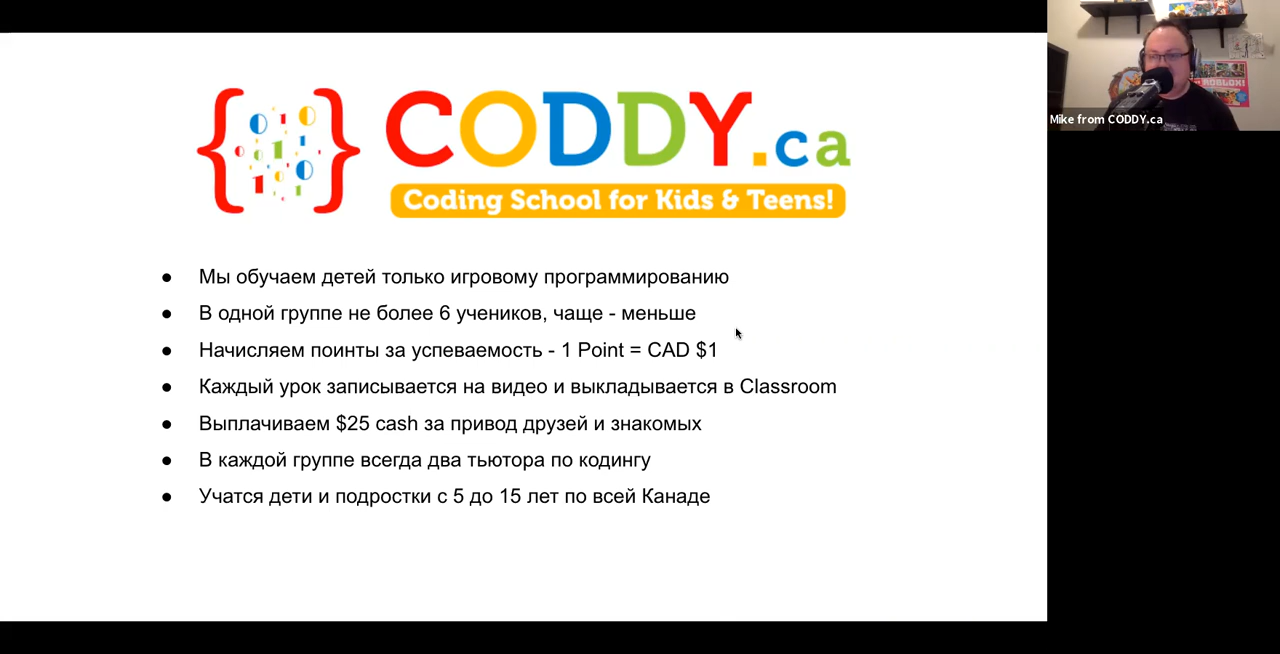 CODDY.ca
Coding School for Kids & Teens!
● Мы обучаем детей только игровому программированию
● В одной группе не более 6 учеников, чаще - меньше
● Начисляем поинты за успеваемость - 1 Point = CAD $1
● Каждый урок записывается на видео и выкладывается в Classroom
● Выплачиваем $25 cash за привод друзей и знакомых
● В каждой группе всегда два тьютора по кодингу
● Учатся дети и подростки с 5 до 15 лет по всей Канаде
ROBLOX!
Mike from CODDY.ca